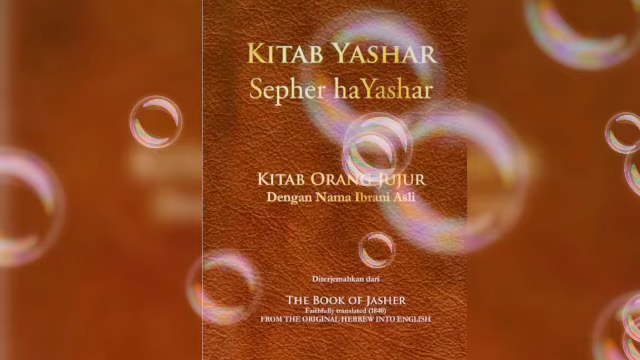 KITAB YASHAR
Sepher haYashar
KITAB ORANG JUJUR
Dengan Nama Ibrani Asli
Diterjemahkan dari
THE BOOK OF JASHER
Faithfully translated (1840)
FROM THE ORIGINAL HEBREW INTO ENGLISH